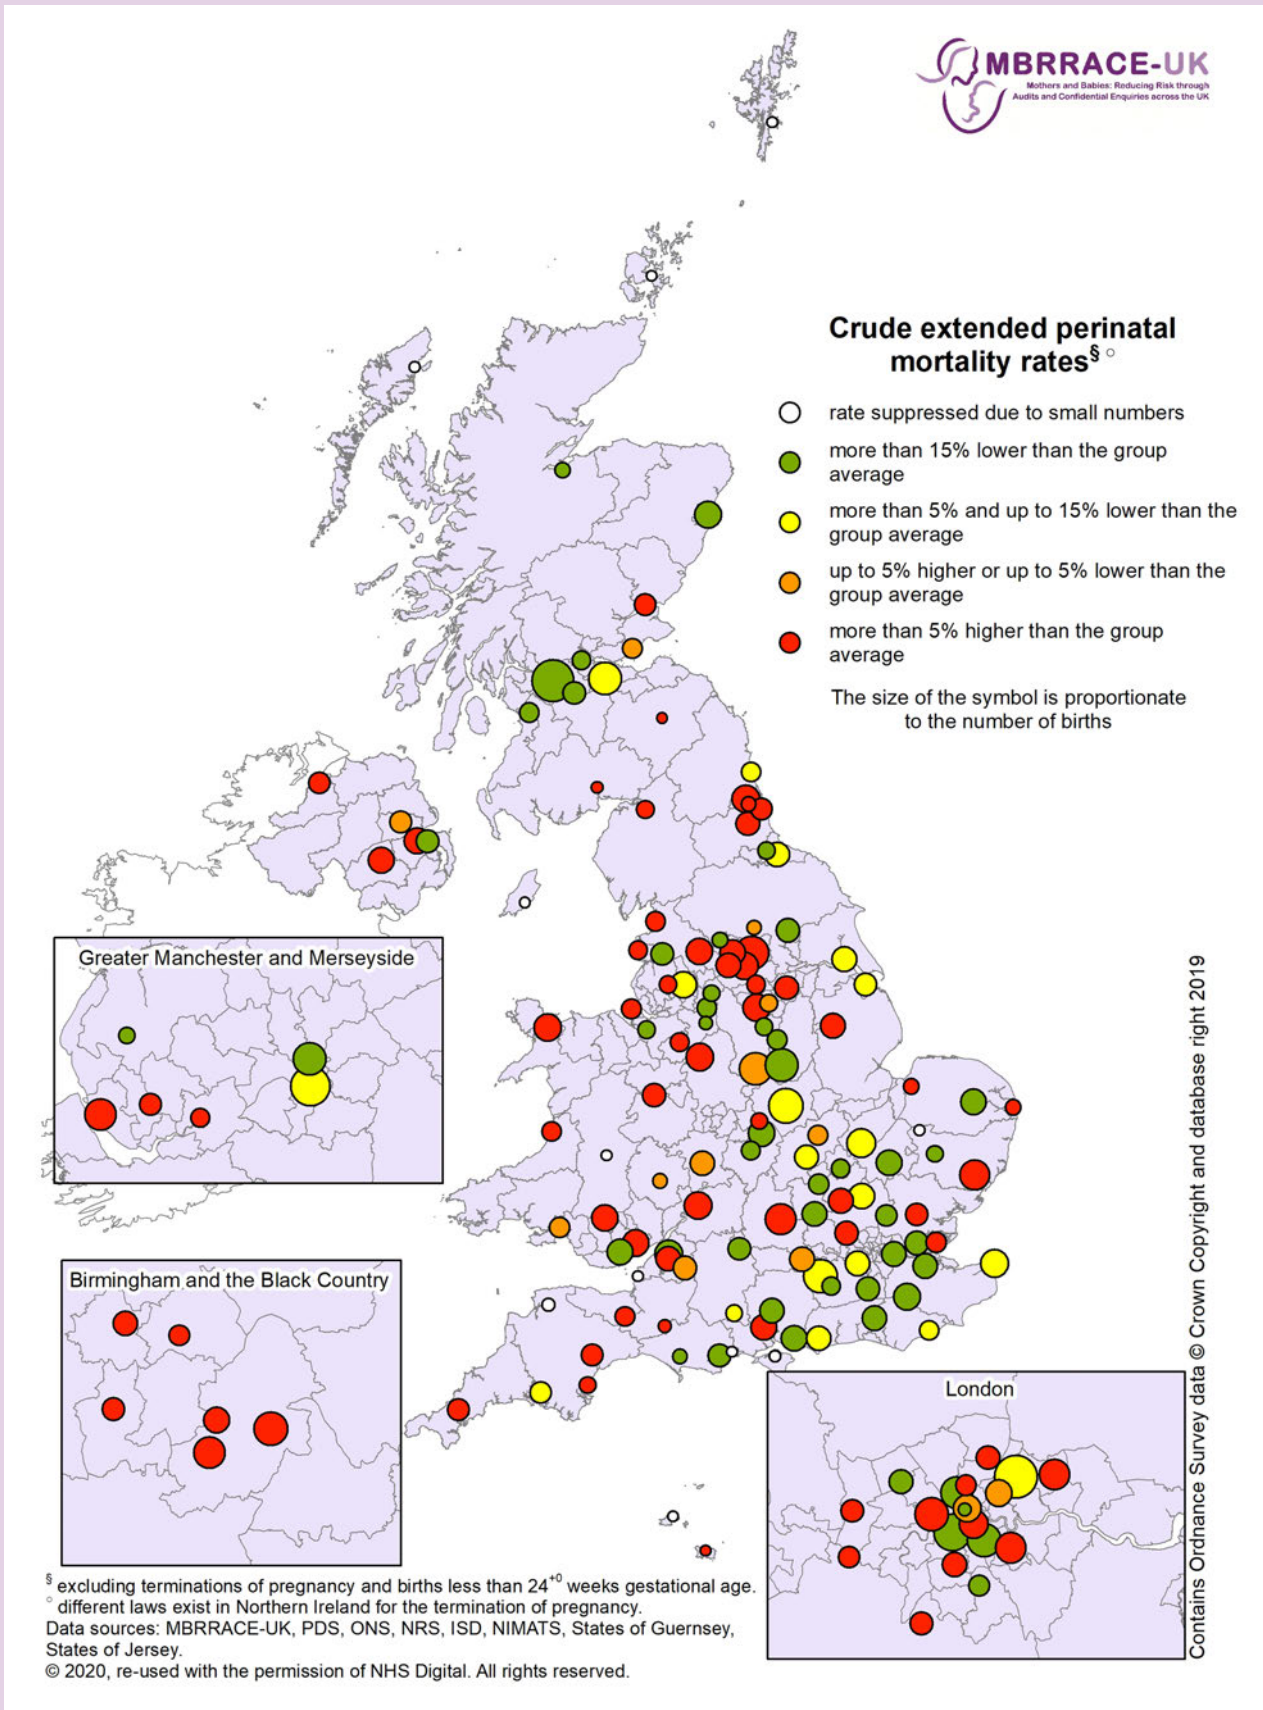 MBRRACE-UK
Mothers and Babies: Reducing Risk through
Audits and Confidential Enquiries across the UK
Crude extended perinatal
mortality rates§ ○
rate suppressed due to small numbers
more than 15% lower than the group
average
more than 5% and up to 15% lower than the
group average
up to 5% higher or up to 5% lower than the
group average
more than 5% higher than the group
average
The size of the symbol is proportionate
to the number of births
Greater Manchester and Merseyside
Birmingham and the Black Country
London
Contains Ordnance Survey data © Crown Copyright and database right 2019
§ excluding terminations of pregnancy and births less than 24+0 weeks gestational age.
○ different laws exist in Northern Ireland for the termination of pregnancy.
Data sources: MBRRACE-UK, PDS, ONS, NRS, ISD, NIMATS, States of Guernsey,
States of Jersey.
© 2020, re-used with the permission of NHS Digital. All rights reserved.